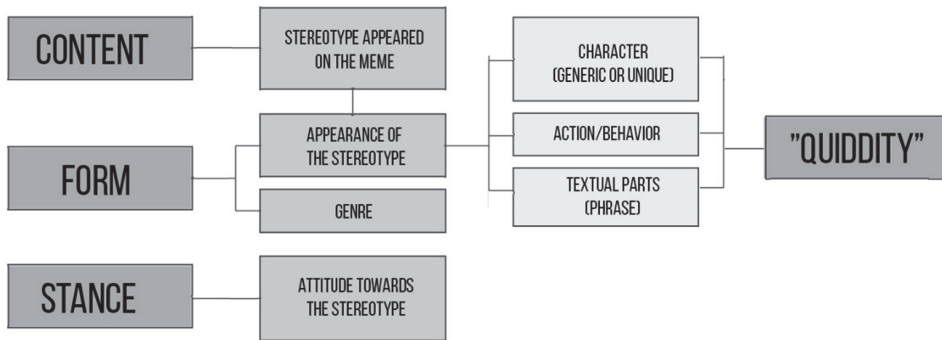 CONTENT
STEREOTYPE APPEARED
ON THE MEME
CHARACTER
(GENERIC OR UNIQUE)
FORM
APPEARANCE OF
THE STEREOTYPE
ACTION/BEHAVIOR
"QUIDDITY"
GENRE
TEXTUAL PARTS
(PHRASE)
STANCE
ATTITUDE TOWARDS
THE STEREOTYPE